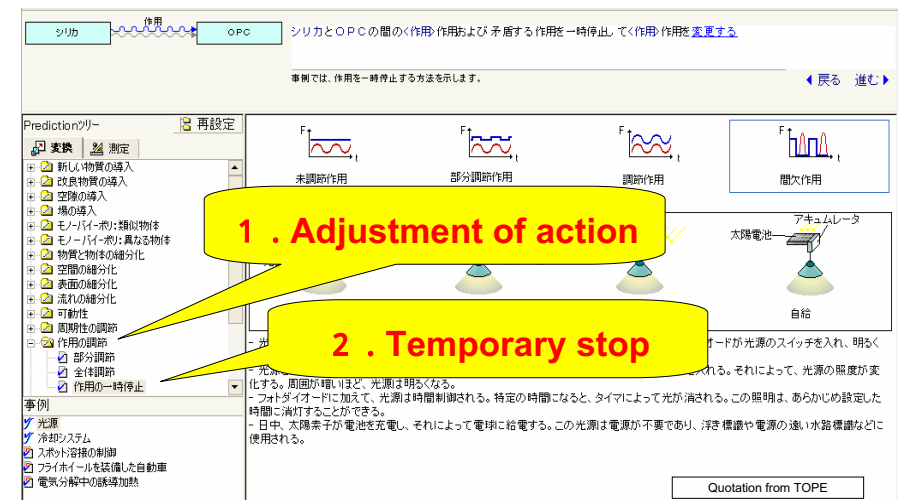 作用
シリカ
OPC
シリカとOPCの間の<作用>作用および矛盾する作用を一時停止して<作用>作用を変更する
事例では、作用を一時停止する方法を示します。
戻る 進む
Predictionツリー
再設定
変換 測定
新しい物質の導入
改良物質の導入
空隙の導入
場の導入
モノ-バイ-ポリ:類似物体
モノ-バイ-ポリ:異なる物体
物質と物体の細分化
空間の細分化
表面の細分化
流れの細分化
可動性
周期性の調節
作用の調節
部分調節
全体調節
作用の一時停止
事例
光源
冷却システム
スポット溶接の制御
フライホイールを装備した自動車
電気分解中の誘導加熱
F t
未調節作用
F t
部分調節作用
F t
調節作用
F t
間欠作用
1．Adjustment of action
アキュムレータ
太陽電池
自給
2．Temporary stop
ードが光源のスイッチを入れ、明るく
れる。それによって、光源の照度が変
化する。周囲が暗いほど、光源は明るくなる。
- フォトダイオードに加えて、光源は時間制御される。特定の時間になると、タイマによって光が消される。この照明は、あらかじめ設定した
時間に消灯することができる。
- 日中、太陽素子が電池を充電し、それによって電球に給電する。この光源は電源が不要であり、浮き標識や電源の遠い水路標識などに
使用される。
Quotation from TOPE